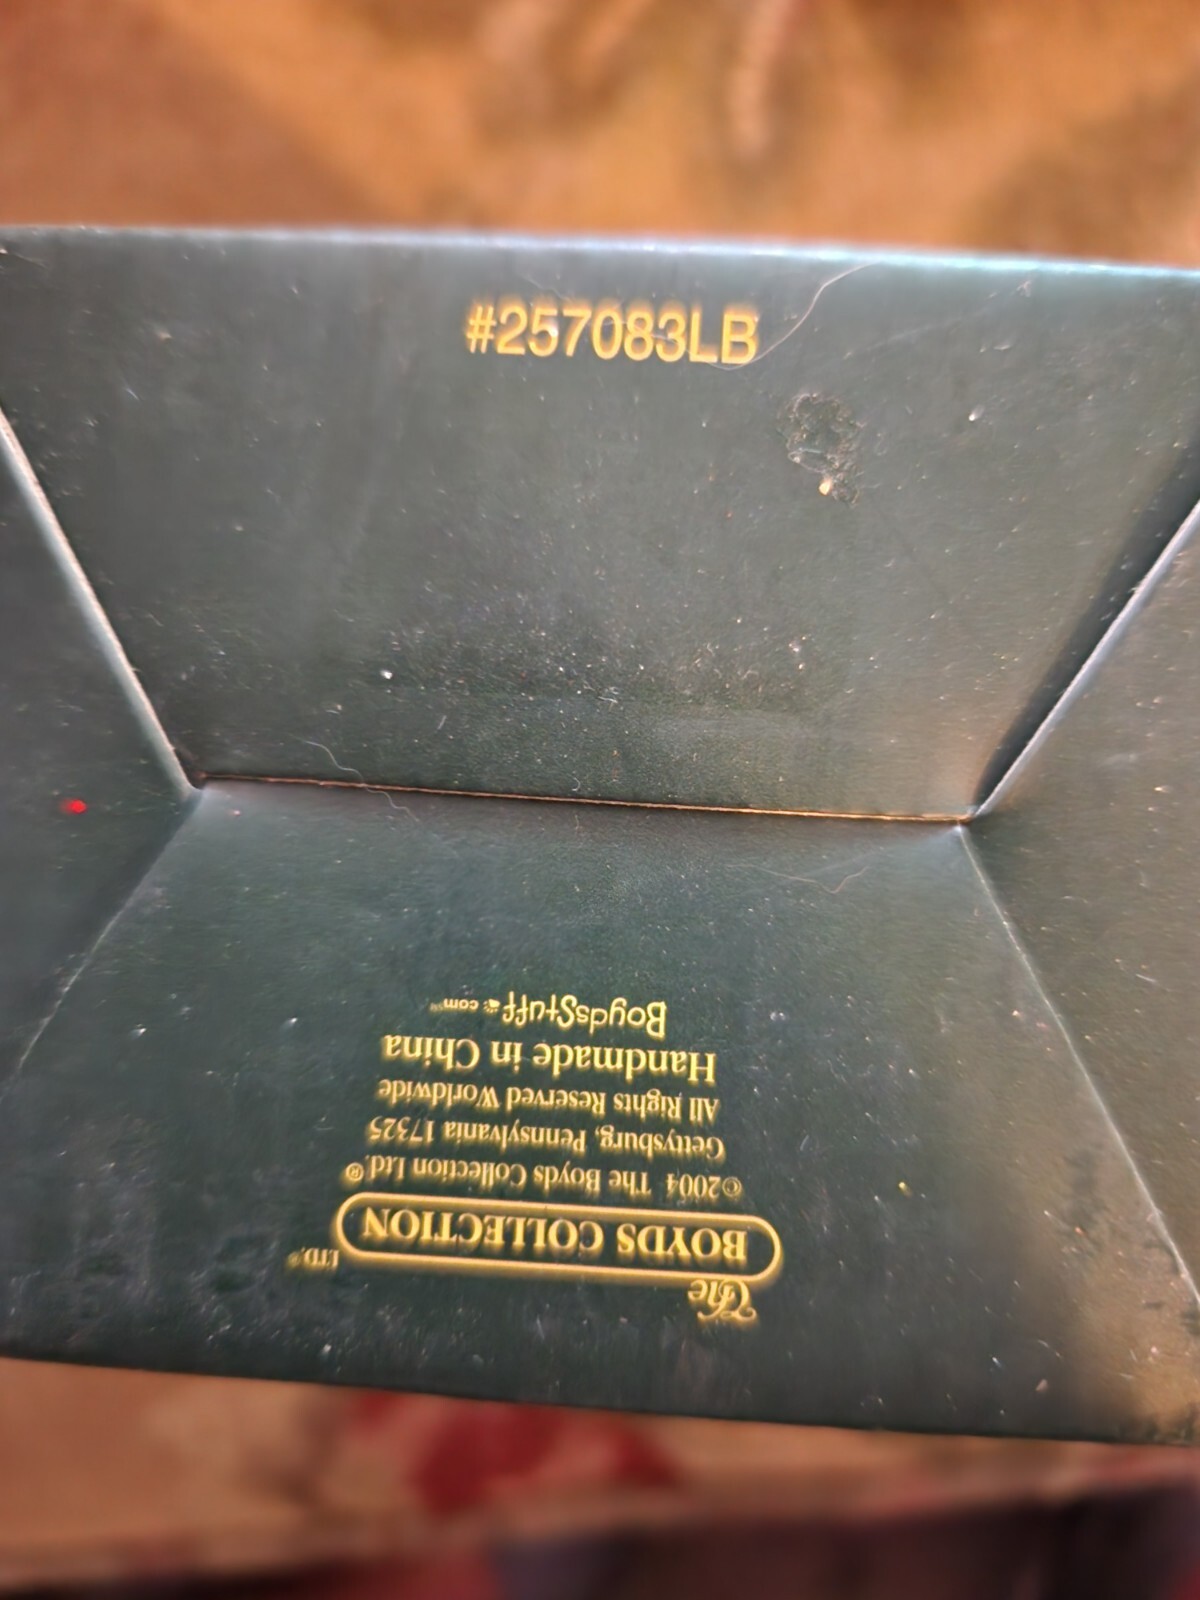 #257083LB
The
BOYDS COLLECTION
LTD.®
©2004 The Boyds Collection Ltd.®
Gettysburg, Pennsylvania 17325
All Rights Reserved Worldwide
Handmade in China
BoydsStuff.com℠